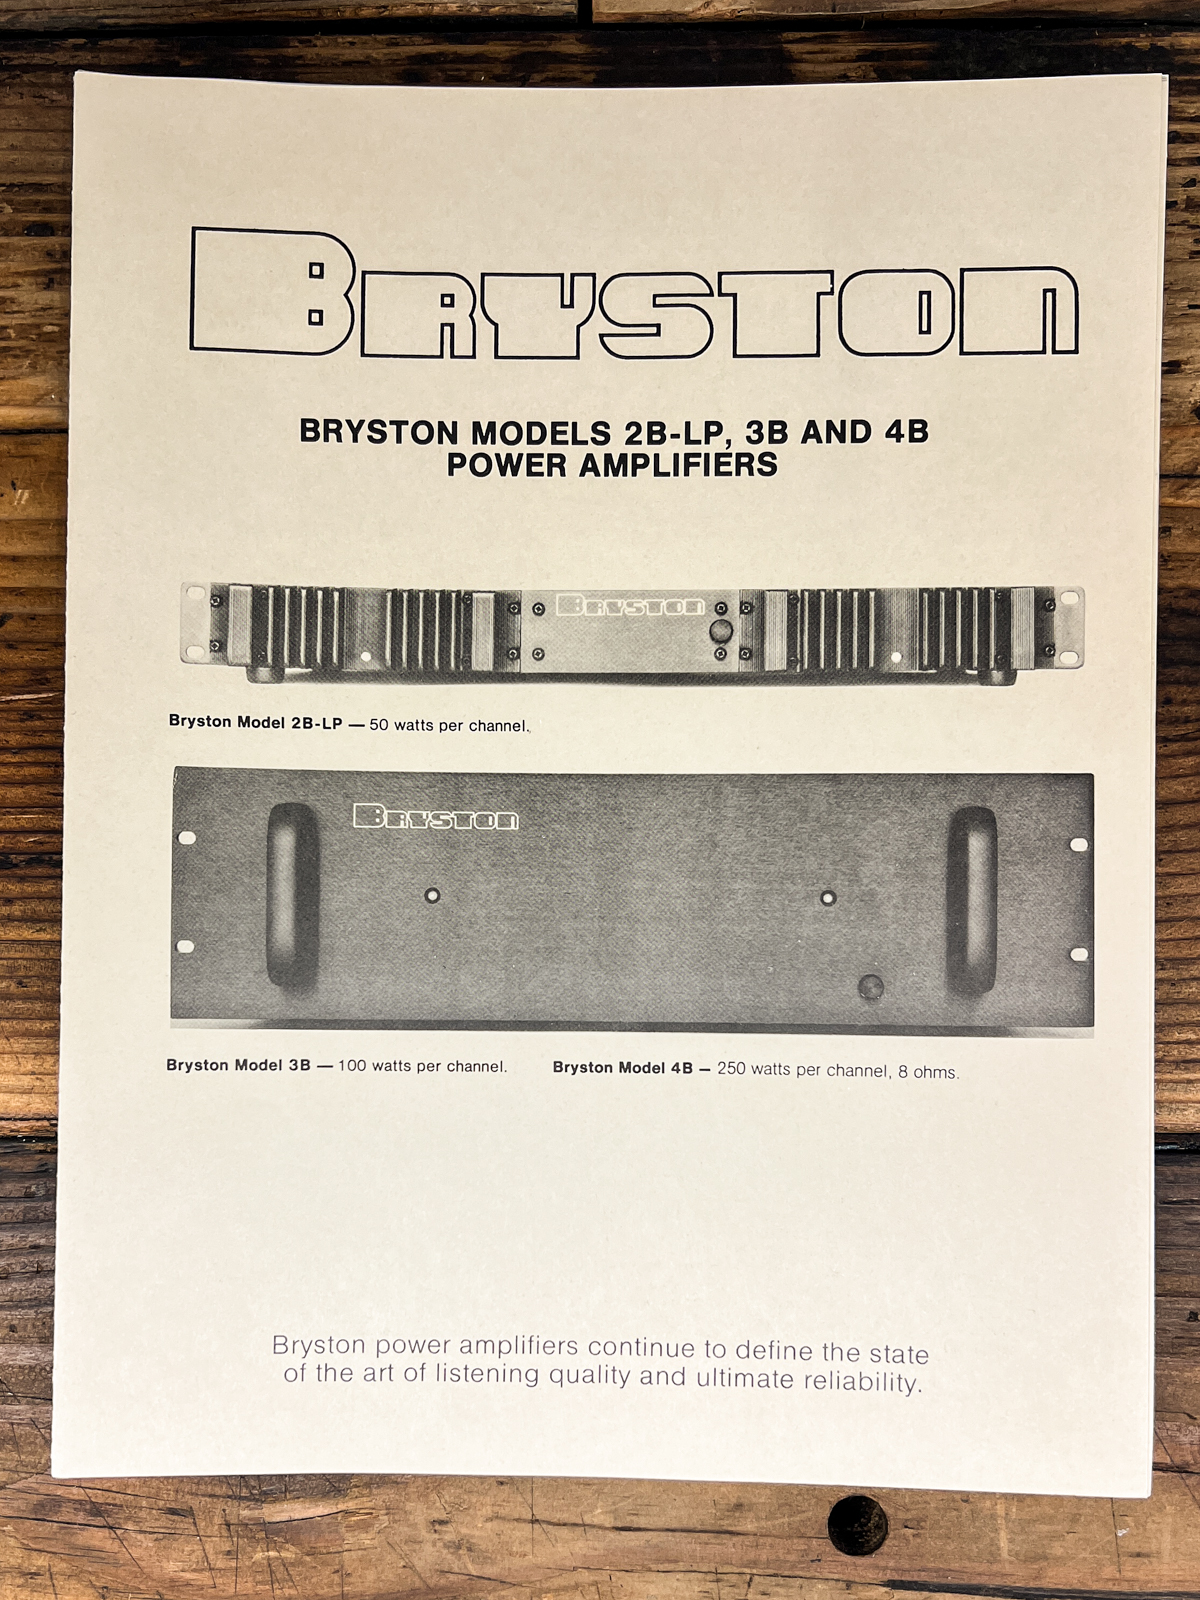 BRYSTON
BRYSTON MODELS 2B-LP, 3B AND 4B
POWER AMPLIFIERS
BRYSTON
Bryston Model 2B-LP — 50 watts per channel.
BRYSTON
Bryston Model 3B — 100 watts per channel. Bryston Model 4B — 250 watts per channel, 8 ohms.
Bryston power amplifiers continue to define the state
of the art of listening quality and ultimate reliability.